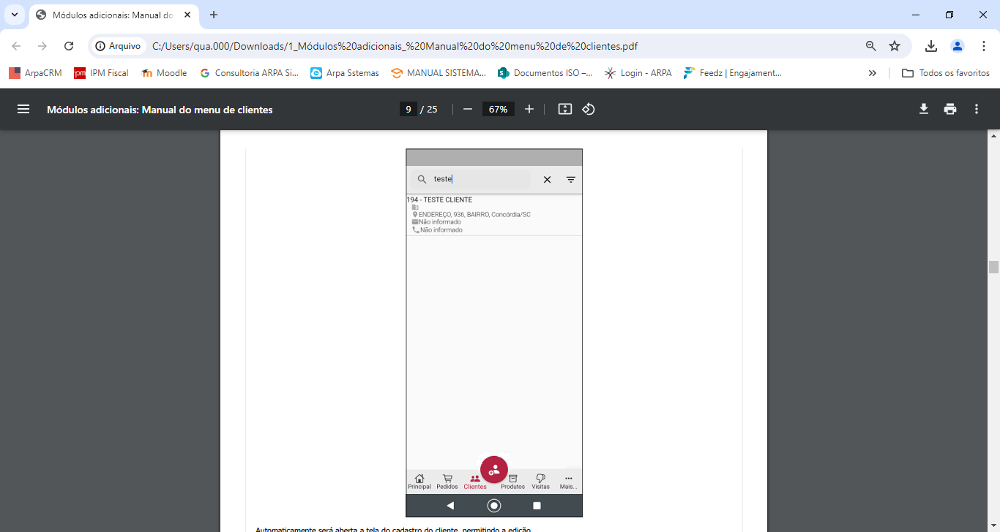 Módulos adicionais: Manual do
Arquivo
C:/Users/qua.000/Downloads/1_Módulos%20adicionais_%20Manual%20do%20menu%20de%20clientes.pdf
ArpaCRM
IPM Fiscal
Moodle
Consultoria ARPA Si...
Arpa Sstemas
MANUAL SISTEMA...
Documentos ISO –...
Login - ARPA
Feedz | Engajament...
Todos os favoritos
Módulos adicionais: Manual do menu de clientes
9 / 25
67%
teste
194 - TESTE CLIENTE
ENDEREÇO, 936, BAIRRO, Concórdia/SC
Não informado
Não informado
Principal
Pedidos
Clientes
Produtos
Visitas
Mais...
Automaticamente será aberta a tela do cadastro do cliente, permitindo a edição